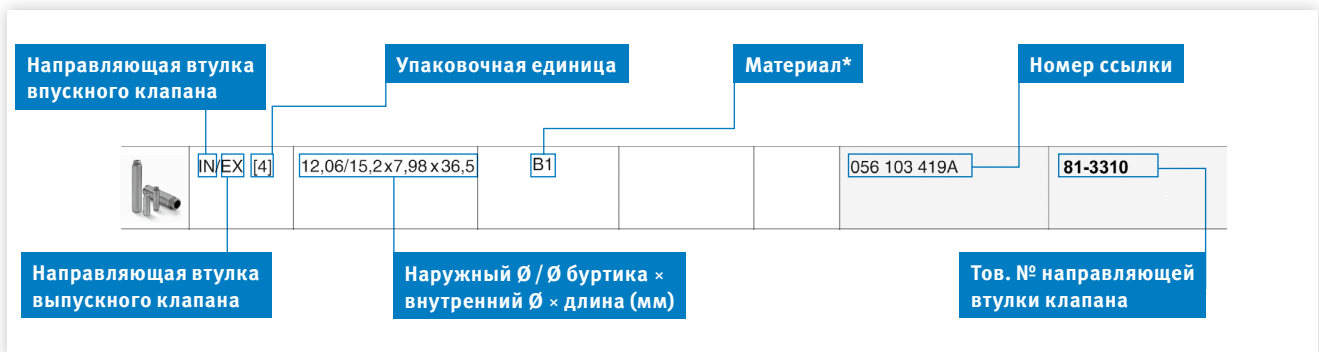 Направляющая втулка
впускного клапана
Упаковочная единица
Материал*
Номер ссылки
IN/EX [4]
12,06/15,2x7,98x36,5
B1
056 103 419A
81-3310
Направляющая втулка
выпускного клапана
Наружный Ø / Ø буртика ×
внутренний Ø × длина (мм)
Тов. № направляющей
втулки клапана